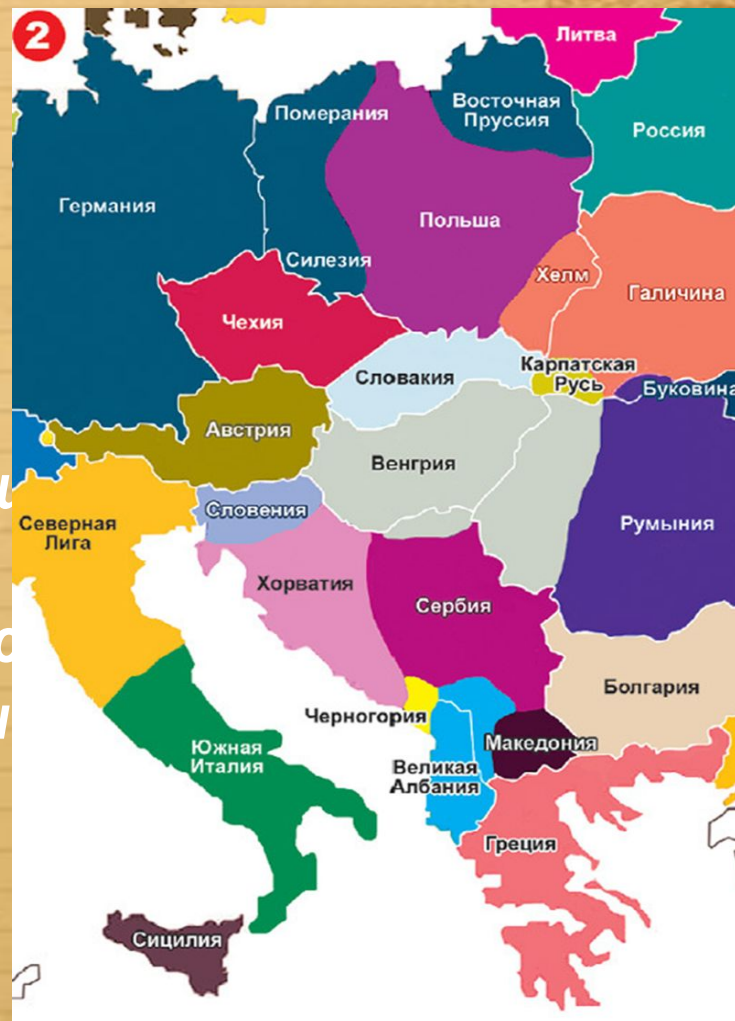 2
Литва
Померания
Восточная
Пруссия
Россия
Германия
Польша
Силезия
Хелм
Галичина
Чехия
Словакия
Карпатская
Русь
Буковина
Австрия
Венгрия
Словения
Северная
Лига
Румыния
Хорватия
Сербия
Болгария
Черногория
Македония
Южная
Италия
Великая
Албания
Греция
Сицилия